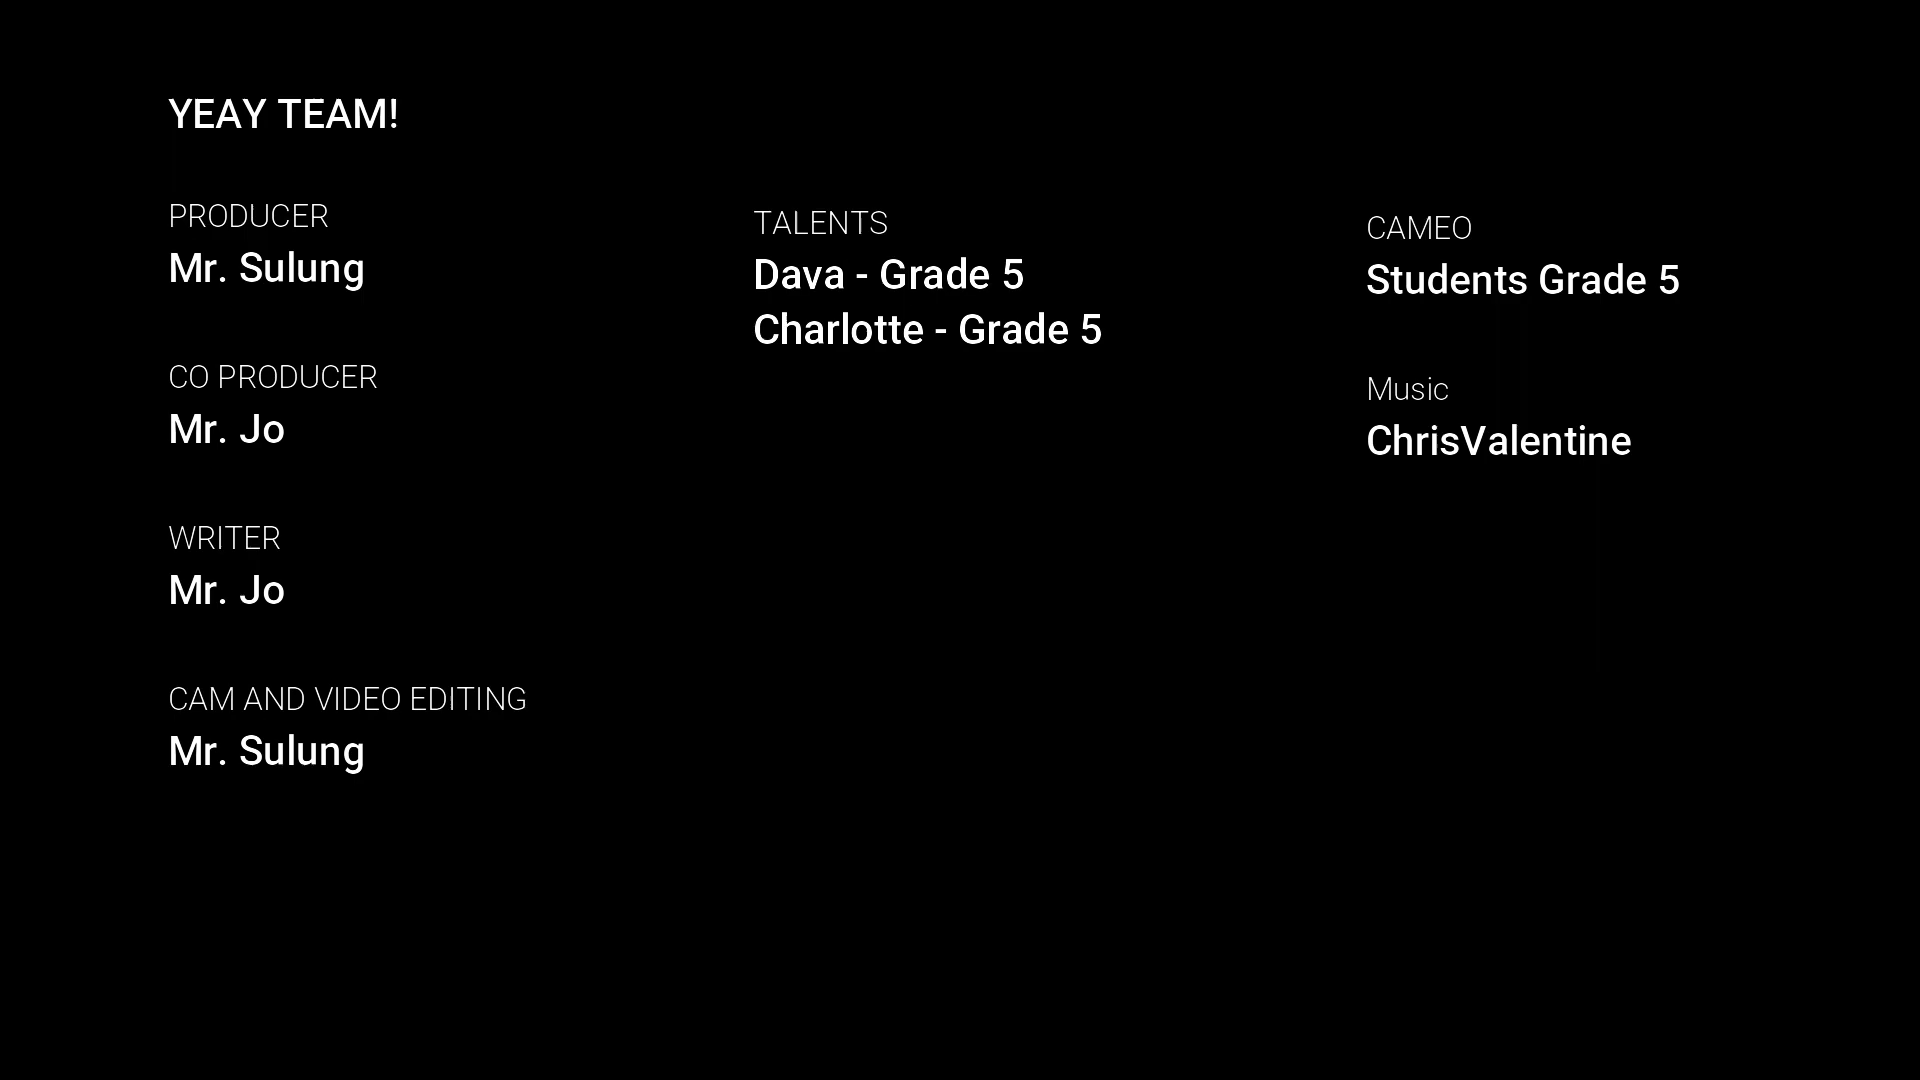 YEAY TEAM!
PRODUCER
Mr. Sulung
CO PRODUCER
Mr. Jo
WRITER
Mr. Jo
CAM AND VIDEO EDITING
Mr. Sulung
TALENTS
Dava - Grade 5
Charlotte - Grade 5
CAMEO
Students Grade 5
Music
ChrisValentine